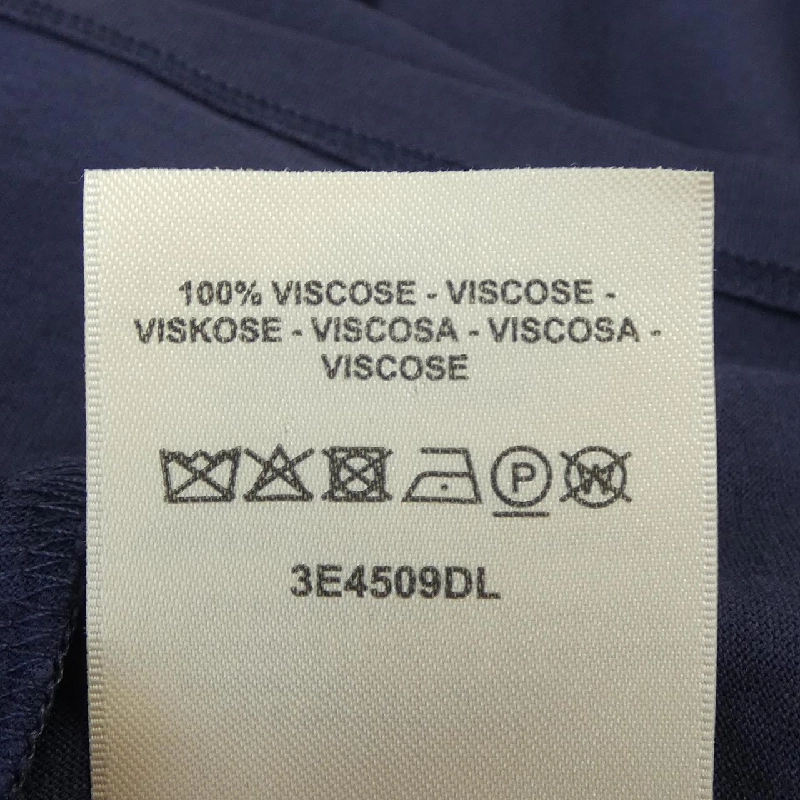 100% VISCOSE - VISCOSE -
VISKOSE - VISCOSA - VISCOSA -
VISCOSE
P W
3E4509DL